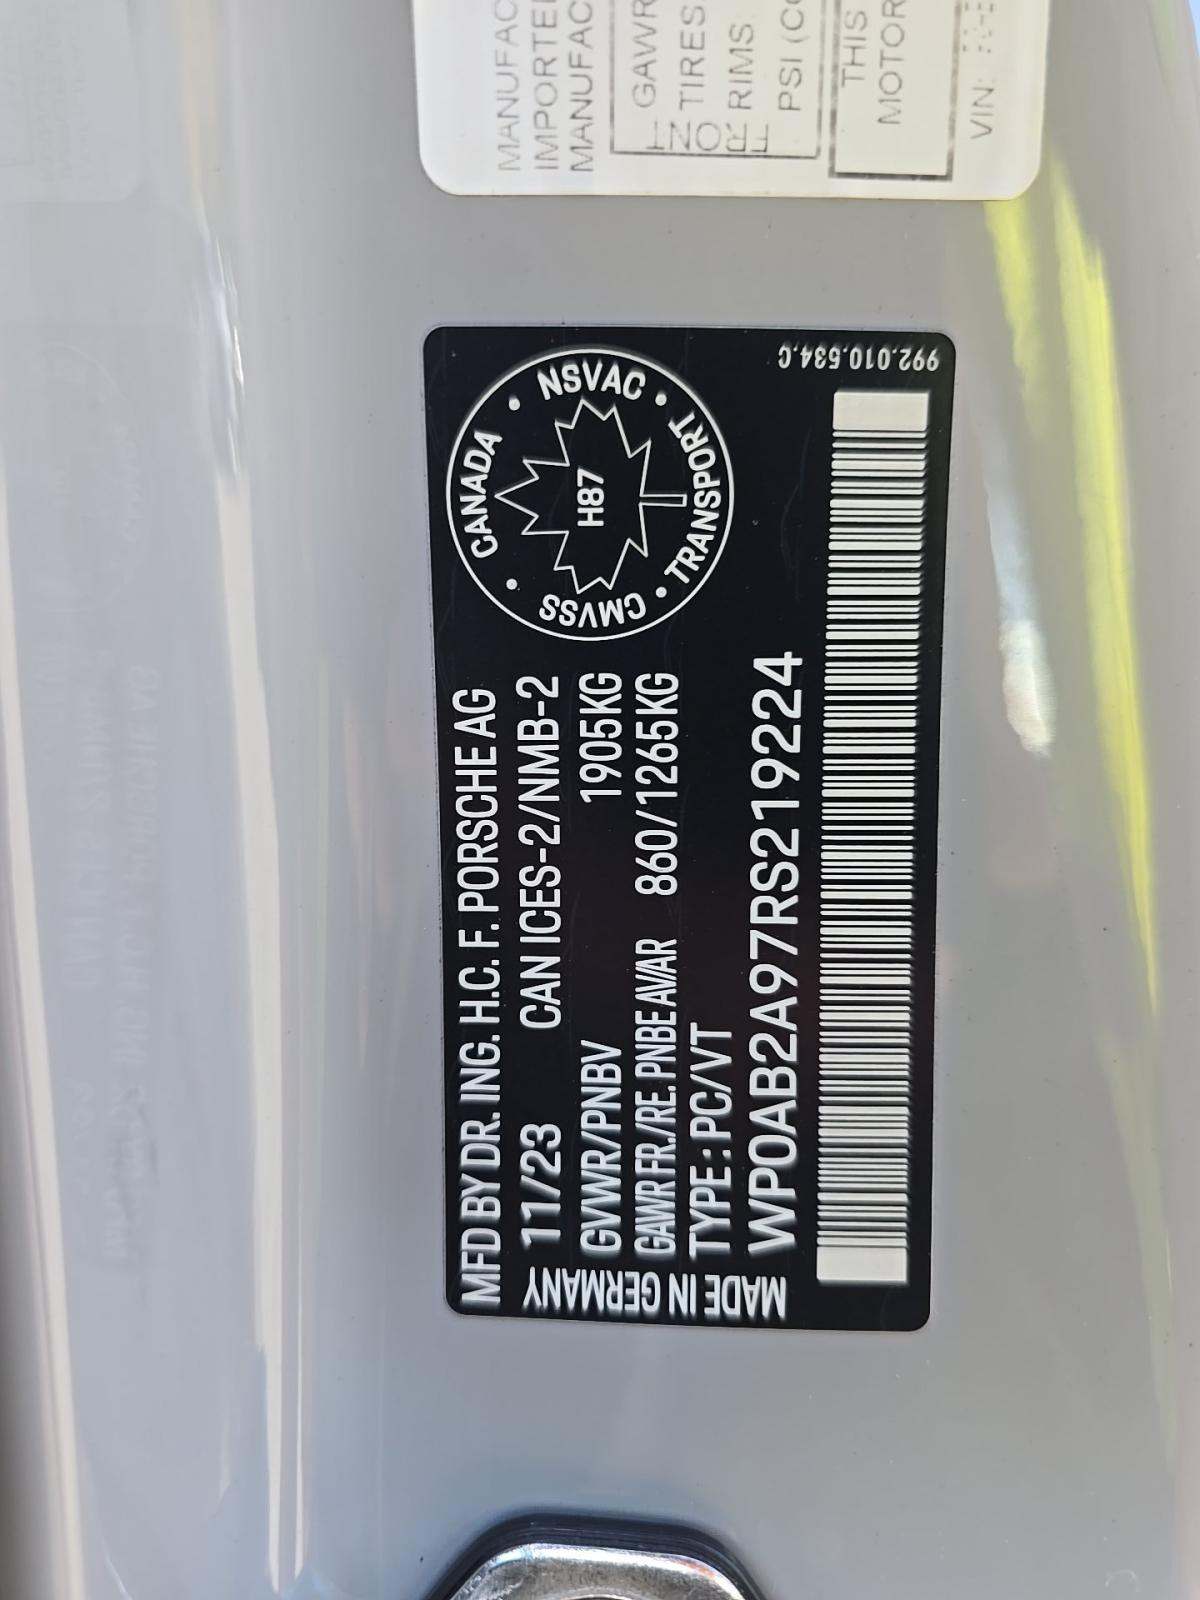 MFD BY DR. ING. H.C. F. PORSCHE AG
11/23 CAN ICES-2/NMB-2
GVWR/PNBV 1905KG
GAWR FR./RE. PNBE AV/AR 860/1265KG
TYPE: PC/VT
WP0AB2A97RS219224
MADE IN GERMANY
CANADA • NSVAC • TRANSPORT • CMVSS •
H87
992.010.534.C
MANUFAC
IMPORTE
MANUFAC
FRONT
GAWR
TIRES
RIMS
PSI (CO
THIS
MOTOR
VIN: